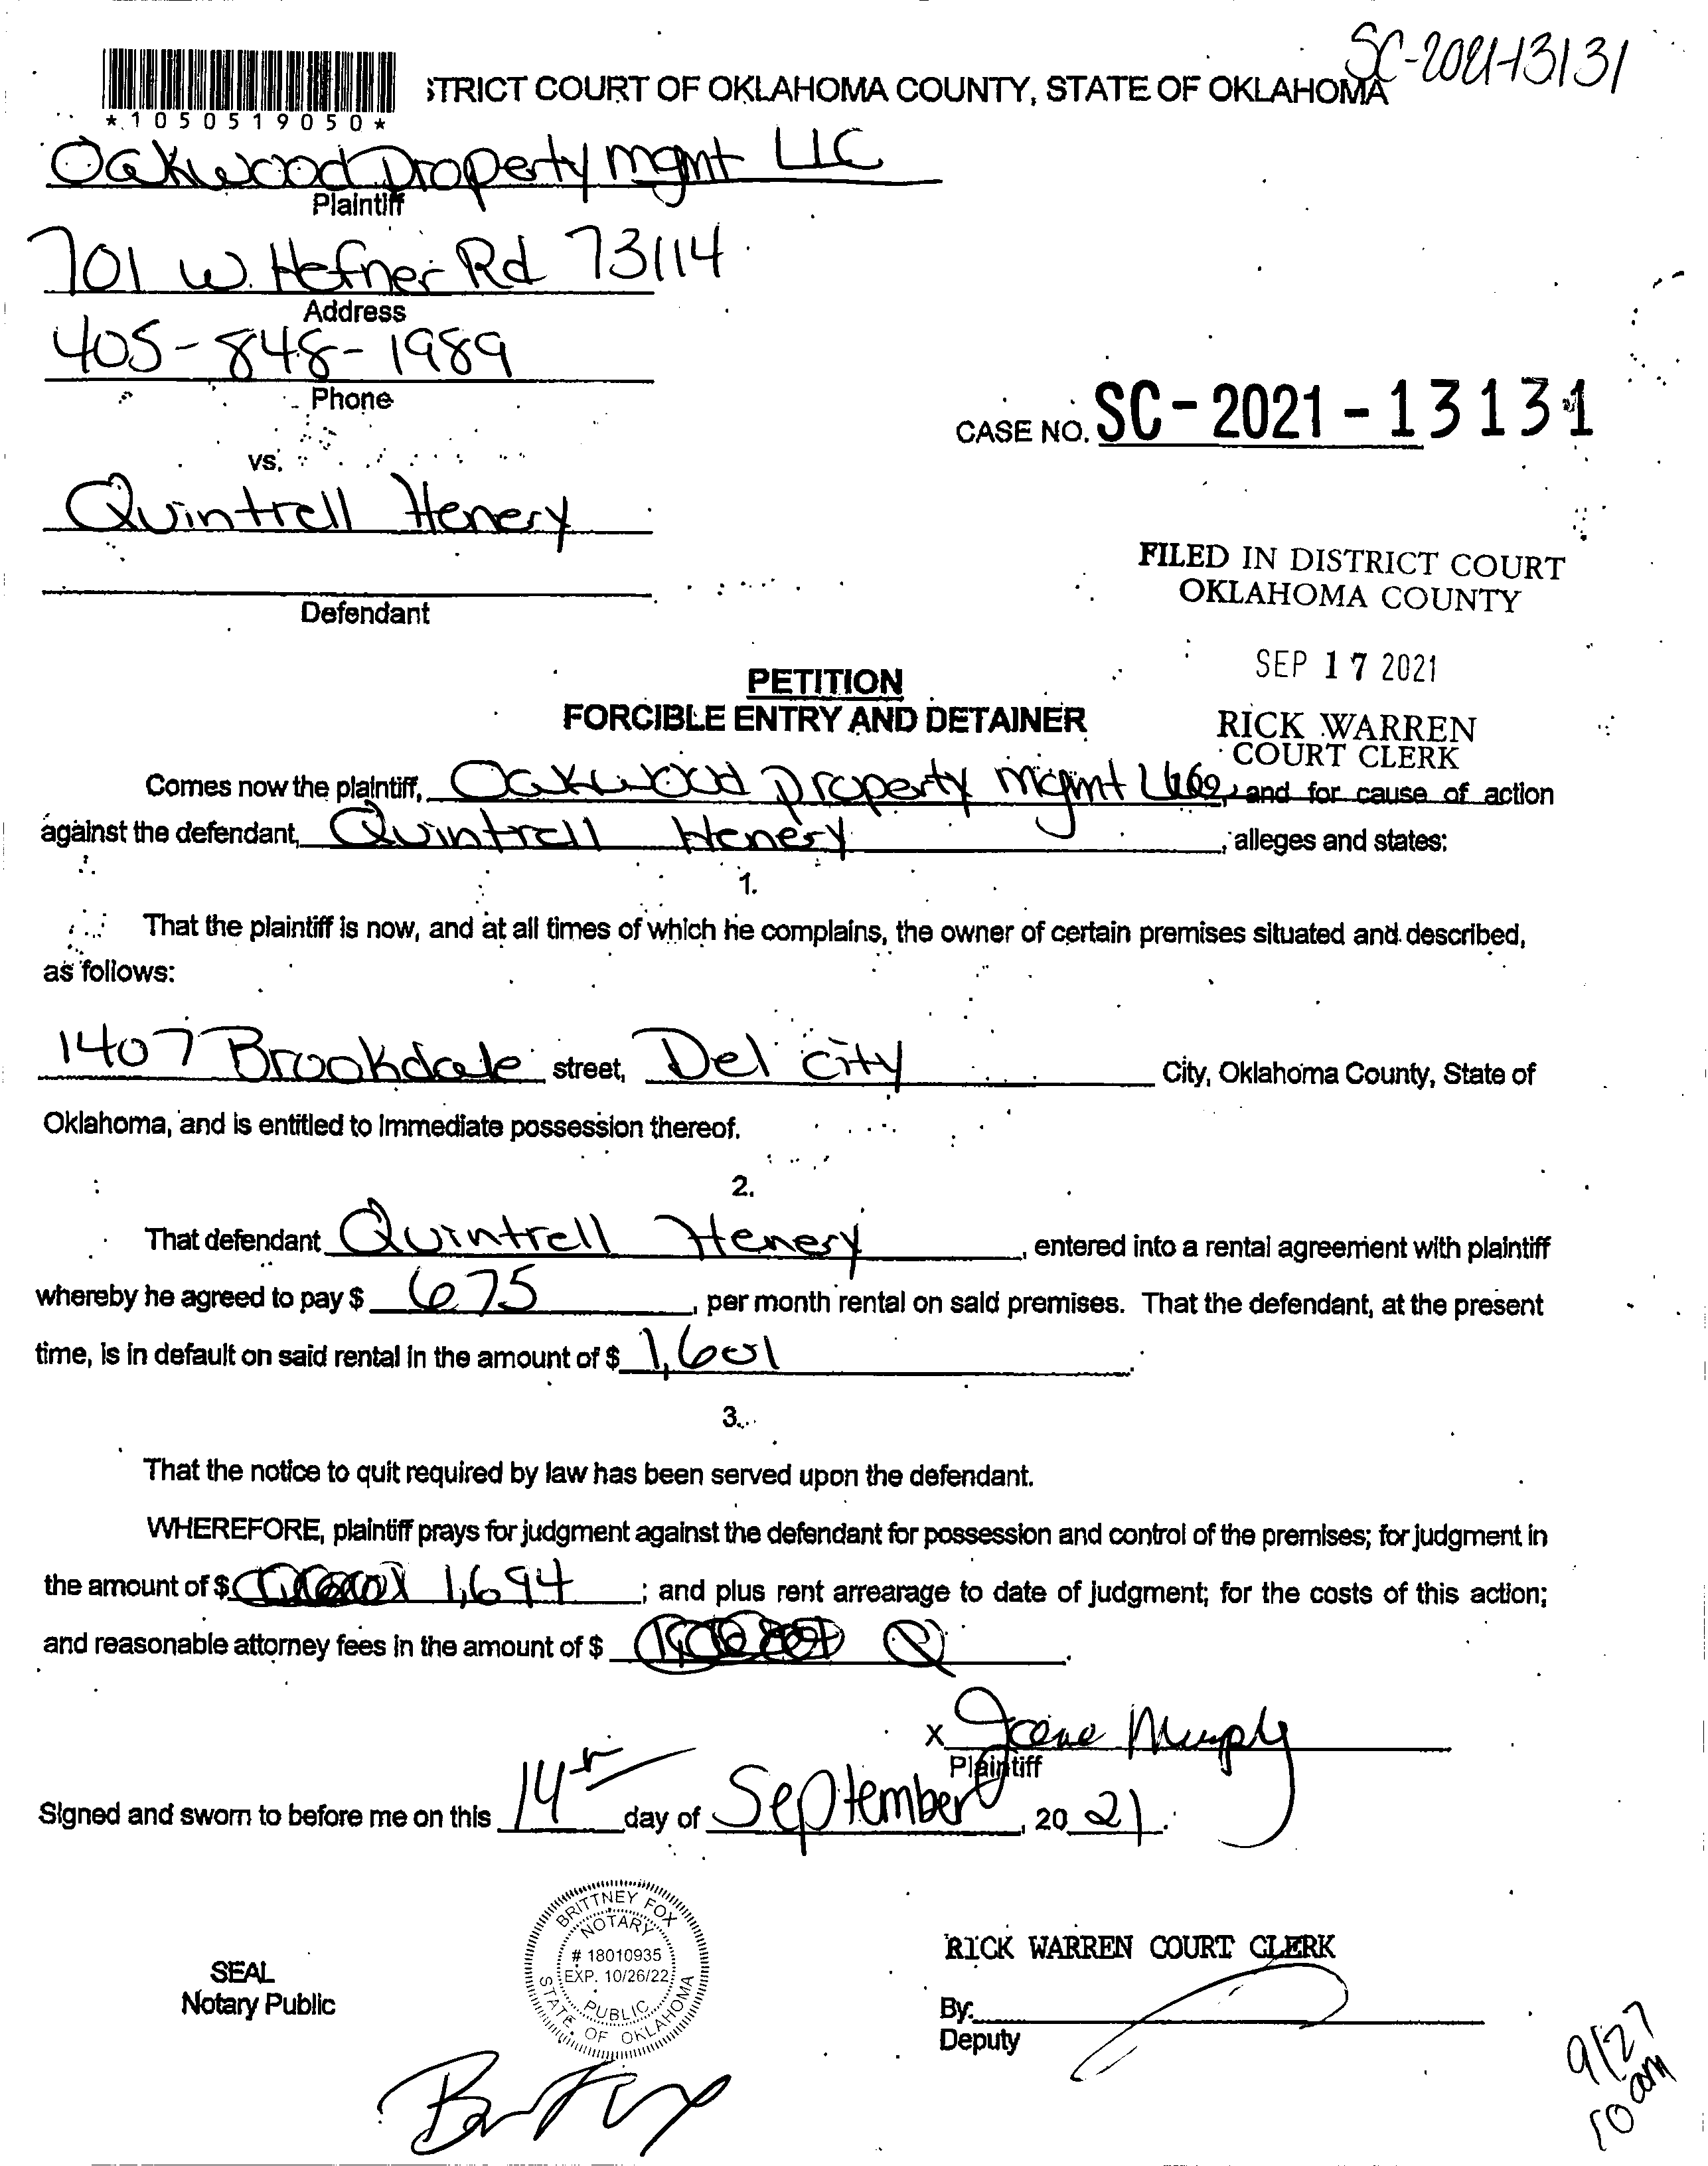 SC-2021-13131
STRICT COURT OF OKLAHOMA COUNTY, STATE OF OKLAHOMA
*1050519050*
Oakwood Property mgmt LLC
Plaintiff
701 W. Hefner Rd 73114
Address
405-848-1989
Phone
CASE NO. SC-2021-13131
vs.
Quintrell Henery
Defendant
FILED IN DISTRICT COURT
OKLAHOMA COUNTY
SEP 17 2021
RICK WARREN
COURT CLERK
PETITION
FORCIBLE ENTRY AND DETAINER
Comes now the plaintiff, Oakwood Property mgmt , and for cause of action
against the defendant, Quintrell Henery , alleges and states:
1.
That the plaintiff is now, and at all times of which he complains, the owner of certain premises situated and described,
as follows:
1407 Brookdale street, Del city City, Oklahoma County, State of
Oklahoma, and is entitled to immediate possession thereof.
2.
That defendant Quintrell Henery , entered into a rental agreement with plaintiff
whereby he agreed to pay $ 675 , per month rental on said premises. That the defendant, at the present
time, is in default on said rental in the amount of $ 1,601 .
3.
That the notice to quit required by law has been served upon the defendant.
WHEREFORE, plaintiff prays for judgment against the defendant for possession and control of the premises; for judgment in
the amount of $ 1,694 ; and plus rent arrearage to date of judgment; for the costs of this action;
and reasonable attorney fees in the amount of $ .
X Murphy
Plaintiff
Signed and sworn to before me on this 14th day of September , 20 21 .
BRITTNEY FOX
NOTARY
# 18010935
EXP. 10/26/22
PUBLIC
STATE OF OKLAHOMA
SEAL
Notary Public
RICK WARREN COURT CLERK
By:
Deputy
9/27
10am